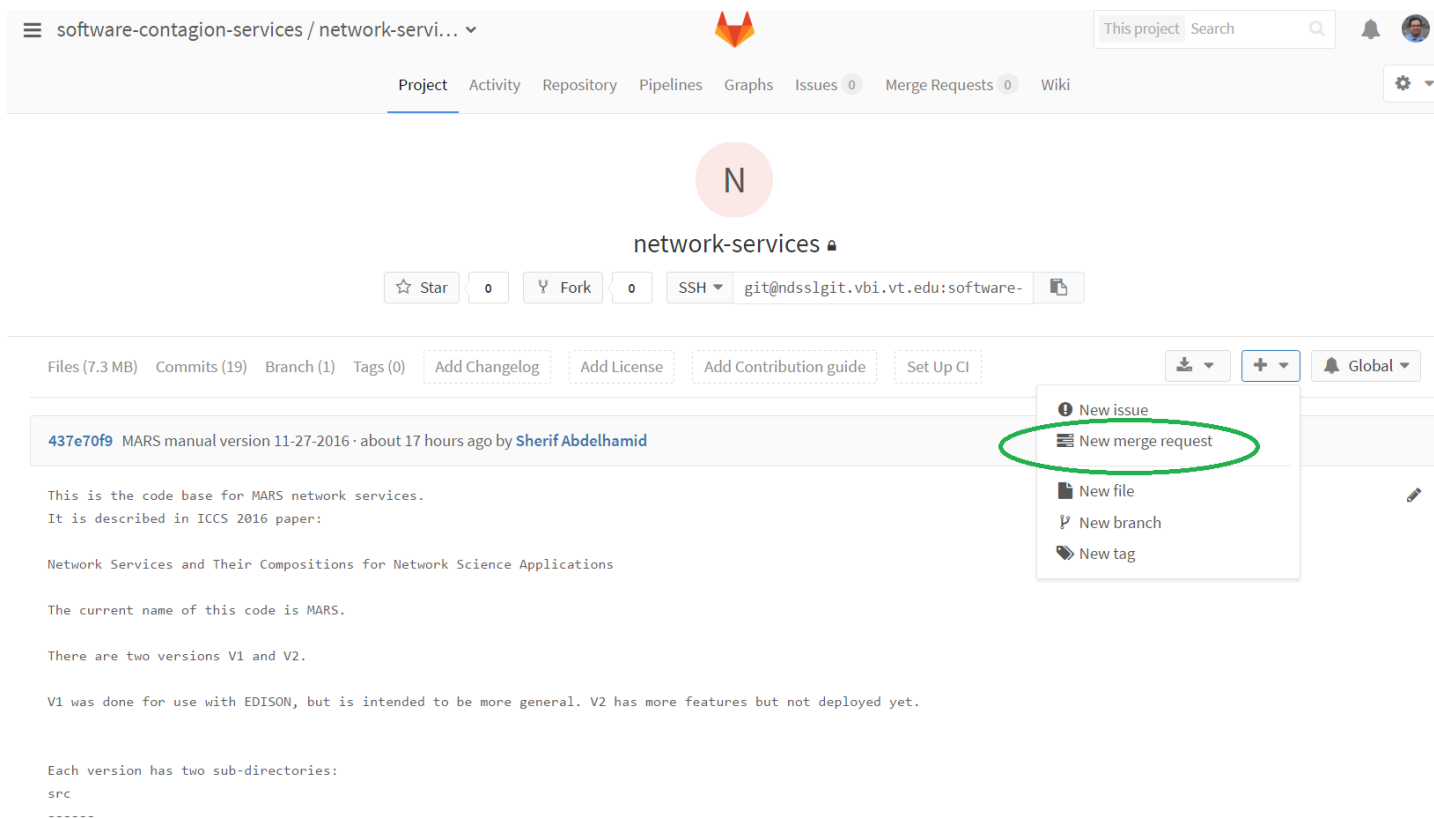 software-contagion-services / network-servi...
This project Search
Project Activity Repository Pipelines Graphs Issues 0 Merge Requests 0 Wiki
N
network-services
Star 0 Fork 0 SSH git@ndsslgit.vbi.vt.edu:software-
Files (7.3 MB) Commits (19) Branch (1) Tags (0) Add Changelog Add License Add Contribution guide Set Up CI Global
New issue
New merge request
New file
New branch
New tag
437e70f9 MARS manual version 11-27-2016 · about 17 hours ago by Sherif Abdelhamid
This is the code base for MARS network services.
It is described in ICCS 2016 paper:
Network Services and Their Compositions for Network Science Applications
The current name of this code is MARS.
There are two versions V1 and V2.
V1 was done for use with EDISON, but is intended to be more general. V2 has more features but not deployed yet.
Each version has two sub-directories:
src
------